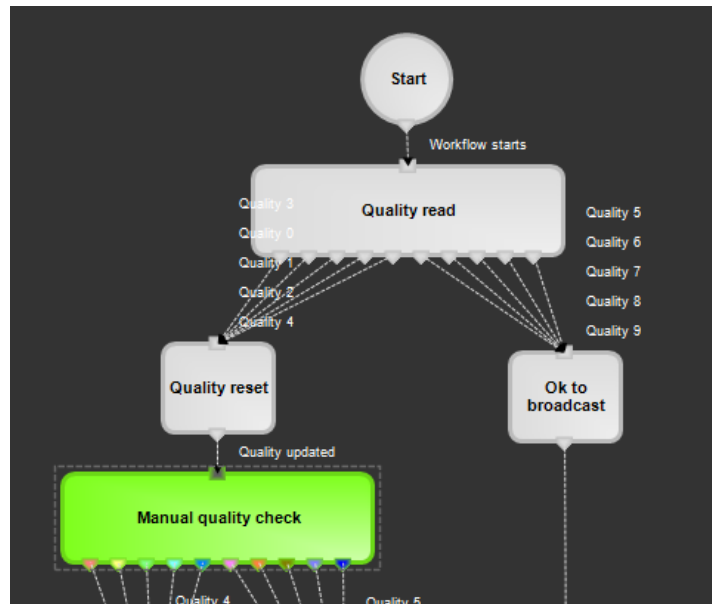 Start
Workflow starts
Quality read
Quality 3
Quality 0
Quality 1
Quality 2
Quality 4
Quality 5
Quality 6
Quality 7
Quality 8
Quality 9
Quality reset
Ok to
broadcast
Quality updated
Manual quality check
Quality 4
Quality 5